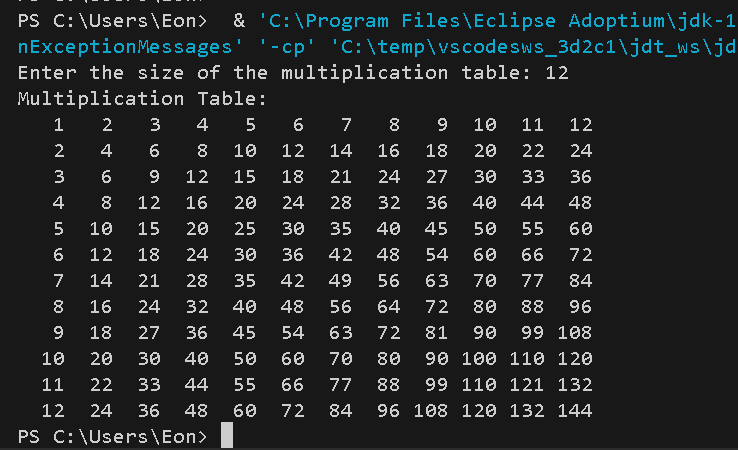 PS C:\Users\Eon>  & 'C:\Program Files\Eclipse Adoptium\jdk-1
nExceptionMessages' '-cp' 'C:\temp\vscodesws_3d2c1\jdt_ws\jd
Enter the size of the multiplication table: 12
Multiplication Table:
   1   2   3   4   5   6   7   8   9  10  11  12
   2   4   6   8  10  12  14  16  18  20  22  24
   3   6   9  12  15  18  21  24  27  30  33  36
   4   8  12  16  20  24  28  32  36  40  44  48
   5  10  15  20  25  30  35  40  45  50  55  60
   6  12  18  24  30  36  42  48  54  60  66  72
   7  14  21  28  35  42  49  56  63  70  77  84
   8  16  24  32  40  48  56  64  72  80  88  96
   9  18  27  36  45  54  63  72  81  90  99 108
  10  20  30  40  50  60  70  80  90 100 110 120
  11  22  33  44  55  66  77  88  99 110 121 132
  12  24  36  48  60  72  84  96 108 120 132 144
PS C:\Users\Eon>